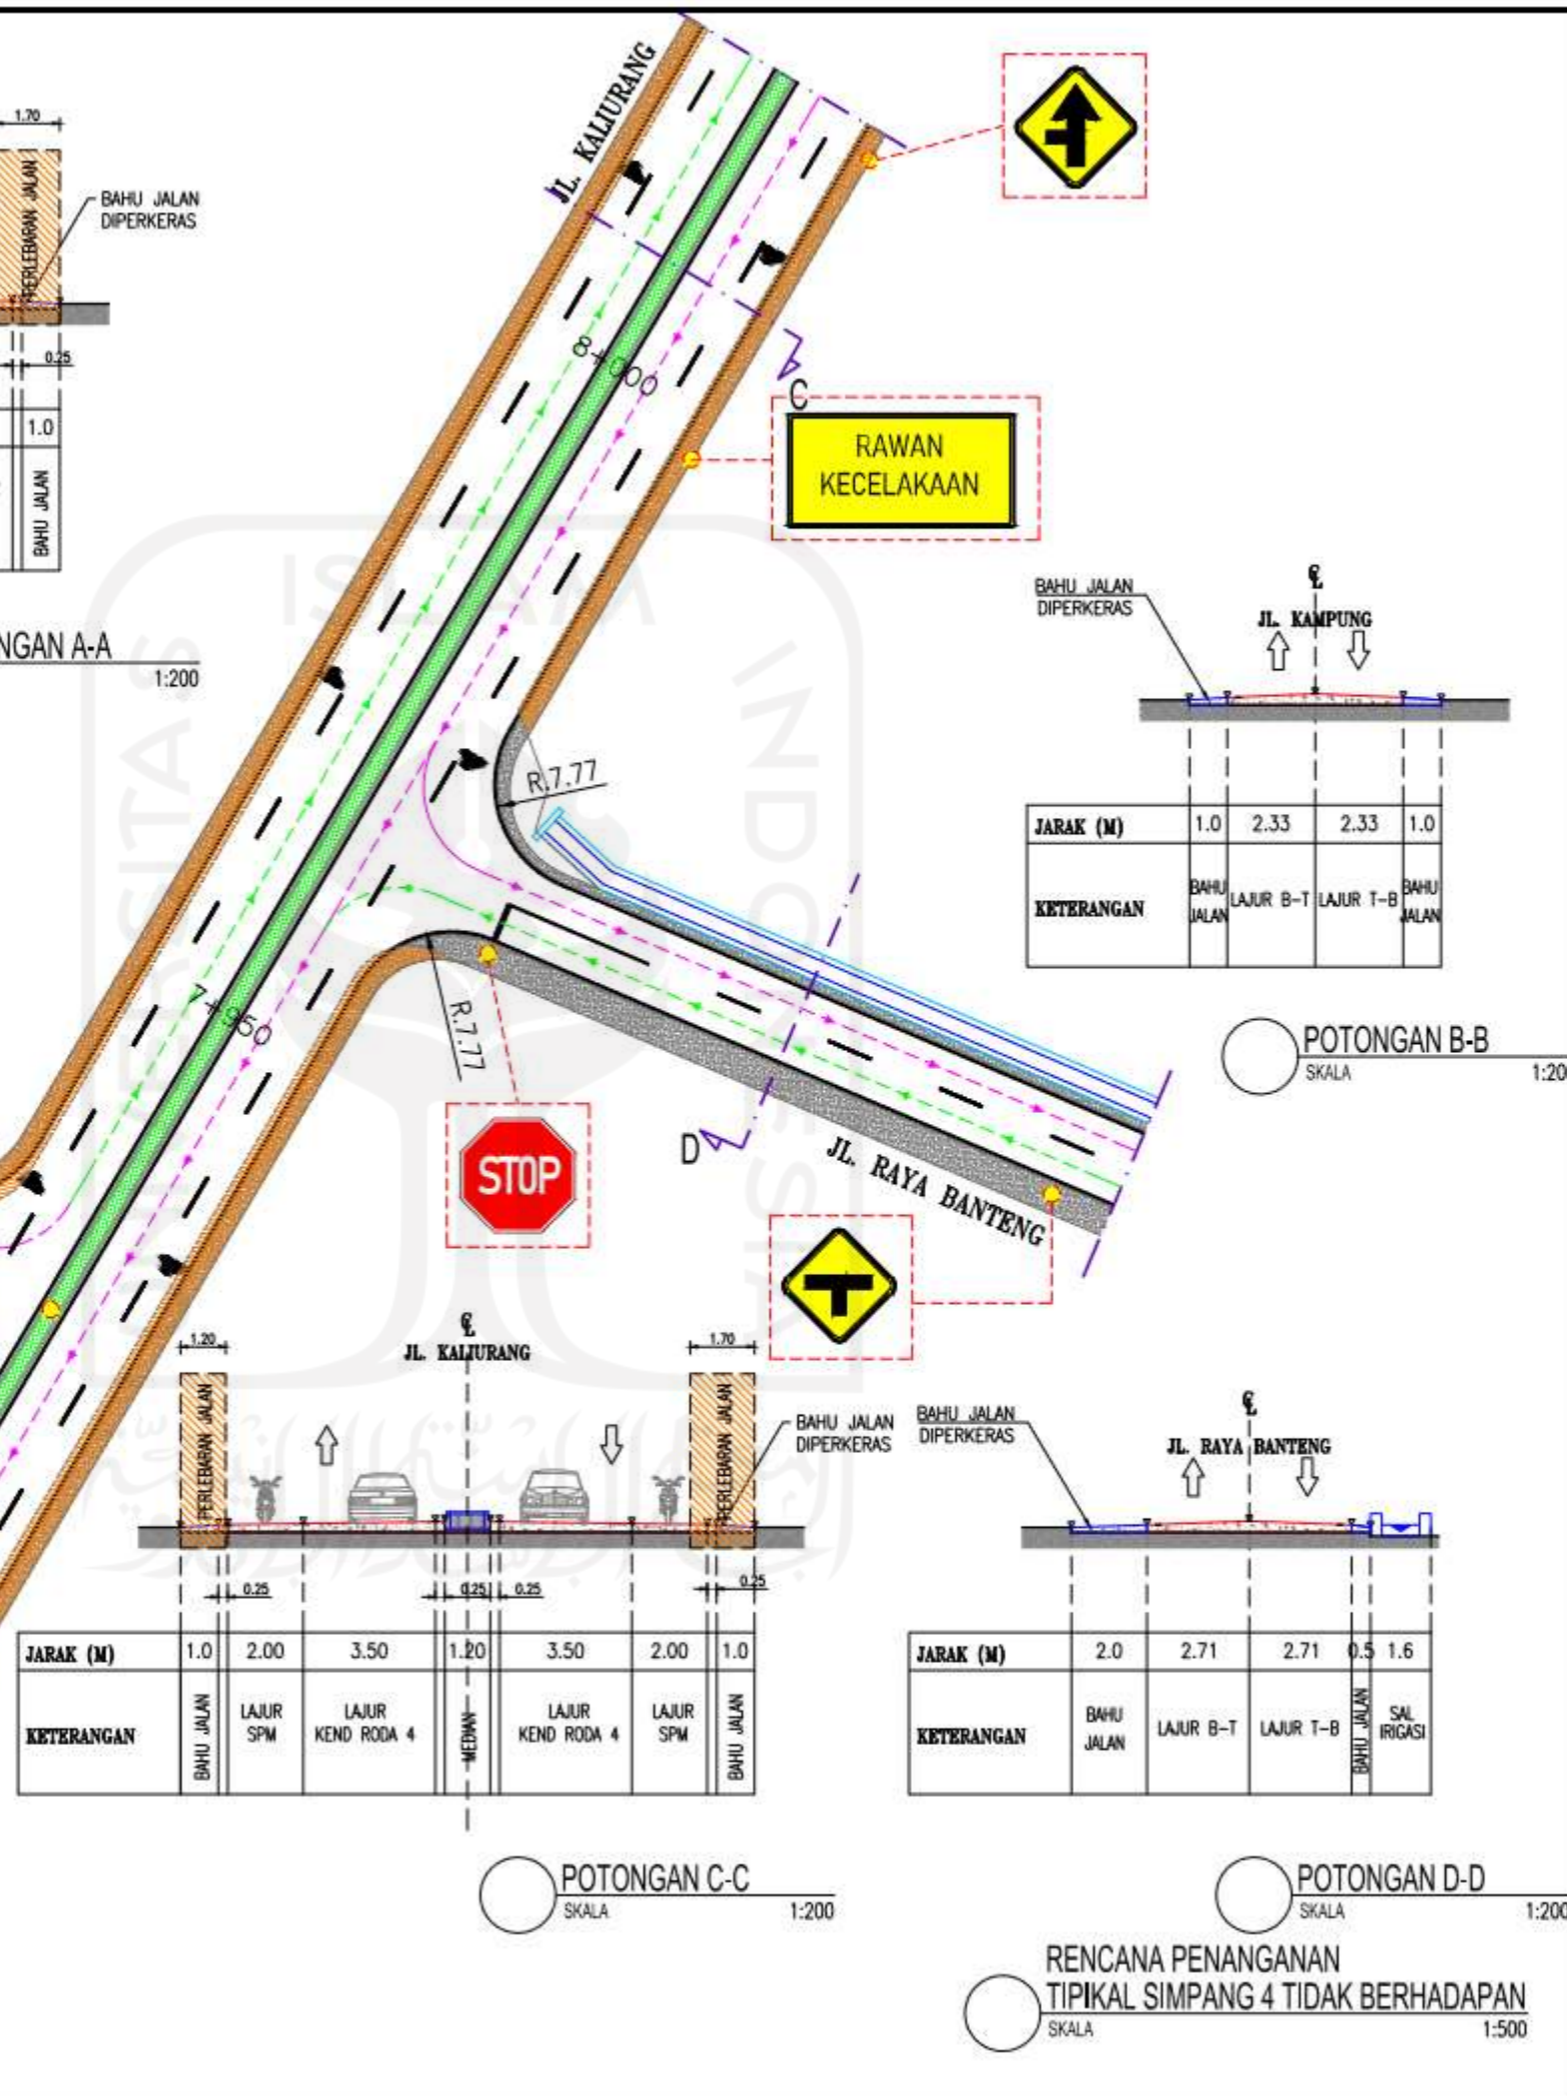 JL. KALIURANG
1.70
PERLEBARAN JALAN
BAHU JALAN
DIPERKERAS
0.25
1.0
BAHU JALAN
NGAN A-A
1:200
8+000
C
RAWAN
KECELAKAAN
R.7.77
7+950
R.7.77
STOP
D
JL. RAYA BANTENG
BAHU JALAN
DIPERKERAS
JL. KAMPUNG
JARAK (M)
1.0 2.33 2.33 1.0
KETERANGAN
BAHU JALAN
LAJUR B-T
LAJUR T-B
BAHU JALAN
POTONGAN B-B
SKALA 1:20
JL. KALIURANG
1.20
1.70
PERLEBARAN JALAN
PERLEBARAN JALAN
BAHU JALAN
DIPERKERAS
0.25 0.25 0.25 0.25
JARAK (M)
1.0 2.00 3.50 1.20 3.50 2.00 1.0
KETERANGAN
BAHU JALAN
LAJUR
SPM
LAJUR
KEND RODA 4
MEDIAN
LAJUR
KEND RODA 4
LAJUR
SPM
BAHU JALAN
POTONGAN C-C
SKALA 1:200
BAHU JALAN
DIPERKERAS
JL. RAYA BANTENG
JARAK (M)
2.0 2.71 2.71 0.5 1.6
KETERANGAN
BAHU
JALAN
LAJUR B-T
LAJUR T-B
BAHU JALAN
SAL
IRIGASI
POTONGAN D-D
SKALA 1:200
RENCANA PENANGANAN
TIPIKAL SIMPANG 4 TIDAK BERHADAPAN
SKALA 1:500
ISLAM
UNIVERSITAS
INDONESIA